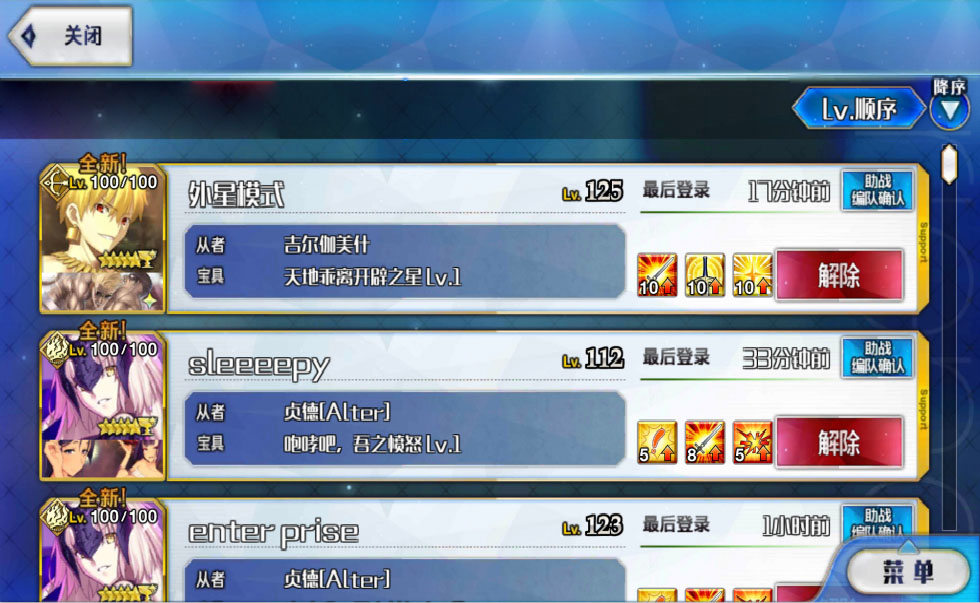 关闭
Lv.顺序
降序
全新!
Lv. 100/100
外星模式
Lv. 125
最后登录 17分钟前
助战
编队确认
从者 吉尔伽美什
宝具 天地乖离开辟之星Lv.1
10 10 10
解除
Support
全新!
Lv. 100/100
sleeeeepy
Lv. 112
最后登录 33分钟前
助战
编队确认
从者 贞德[Alter]
宝具 咆哮吧，吾之愤怒Lv.1
5 8 5
解除
Support
全新!
Lv. 100/100
enter prise
Lv. 123
最后登录 1小时前
助战
编队确认
从者 贞德[Alter]
菜单